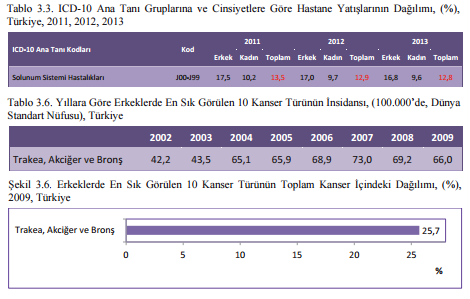 Tablo 3.3. ICD-10 Ana Tanı Gruplarına ve Cinsiyetlere Göre Hastane Yatışlarının Dağılımı, (%),
Türkiye, 2011, 2012, 2013
2011 2012 2013
ICD-10 Ana Tanı Kodları Kod Erkek Kadın Toplam Erkek Kadın Toplam Erkek Kadın Toplam
Solunum Sistemi Hastalıkları J00-J99 17,5 10,2 13,5 17,0 9,7 12,9 16,8 9,6 12,8
Tablo 3.6. Yıllara Göre Erkeklerde En Sık Görülen 10 Kanser Türünün İnsidansı, (100.000’de, Dünya
Standart Nüfusu), Türkiye
2002 2003 2004 2005 2006 2007 2008 2009
Trakea, Akciğer ve Bronş 42,2 43,5 65,1 65,9 68,9 73,0 69,2 66,0
Şekil 3.6. Erkeklerde En Sık Görülen 10 Kanser Türünün Toplam Kanser İçindeki Dağılımı, (%),
2009, Türkiye
Trakea, Akciğer ve Bronş 25,7
0 5 10 15 20 25
%